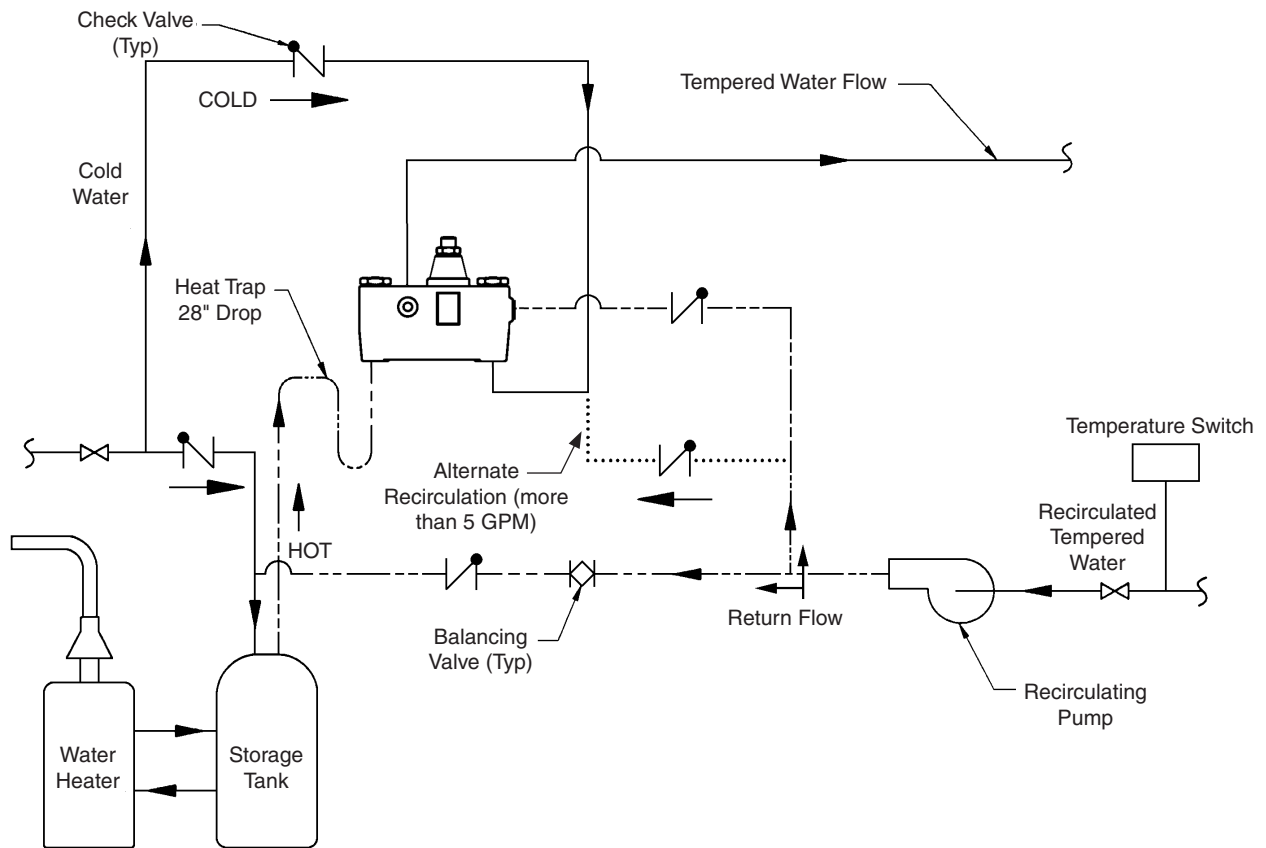 Check Valve
(Typ)
COLD
Tempered Water Flow
Cold
Water
Heat Trap
28" Drop
Temperature Switch
Alternate
Recirculation (more
than 5 GPM)
Recirculated
Tempered
Water
HOT
Return Flow
Balancing
Valve (Typ)
Recirculating
Pump
Water
Heater
Storage
Tank